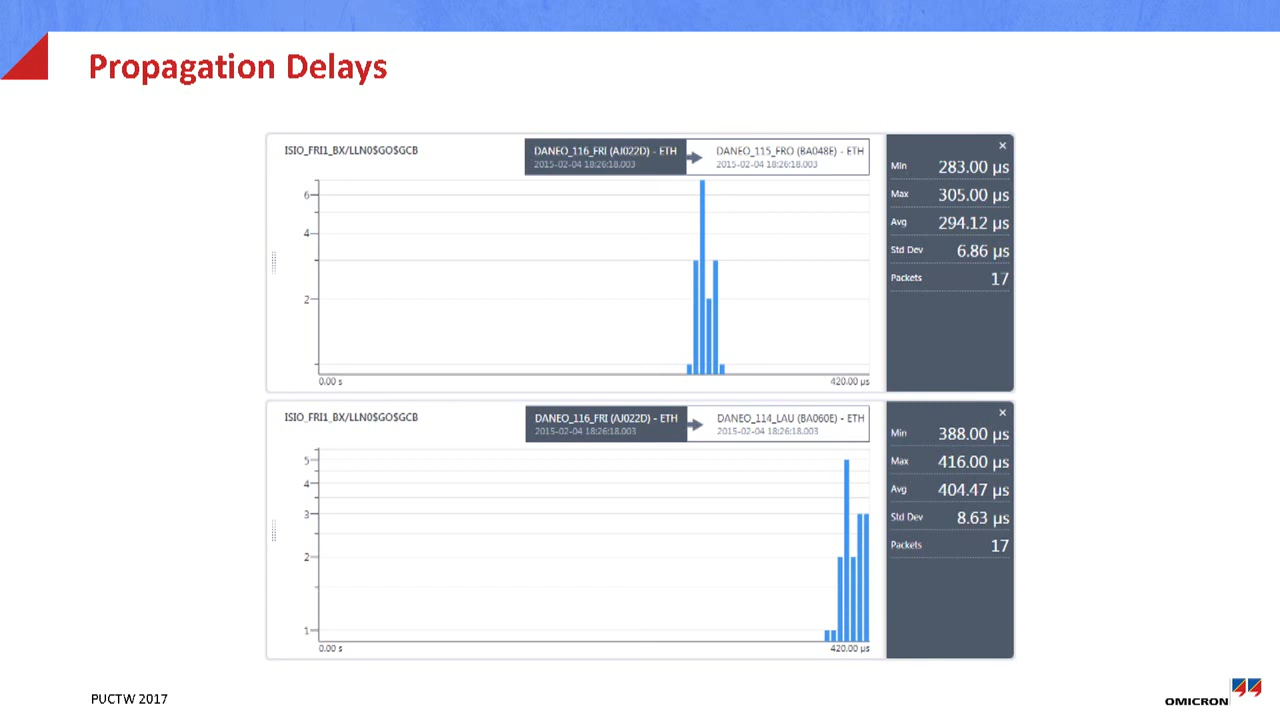 Propagation Delays
ISIO_FRI1_BX/LLN0$GO$GCB
DANEO_116_FRI (AJ022D) - ETH
2015-02-04 18:26:18.003
DANEO_115_FRO (BA048E) - ETH
2015-02-04 18:26:18.003
6
4
2
0.00 s
420.00 µs
×
Min 283.00 µs
Max 305.00 µs
Avg 294.12 µs
Std Dev 6.86 µs
Packets 17
ISIO_FRI1_BX/LLN0$GO$GCB
DANEO_116_FRI (AJ022D) - ETH
2015-02-04 18:26:18.003
DANEO_114_LAU (BA060E) - ETH
2015-02-04 18:26:18.003
5
4
3
2
1
0.00 s
420.00 µs
×
Min 388.00 µs
Max 416.00 µs
Avg 404.47 µs
Std Dev 8.63 µs
Packets 17
PUCTW 2017
OMICRON